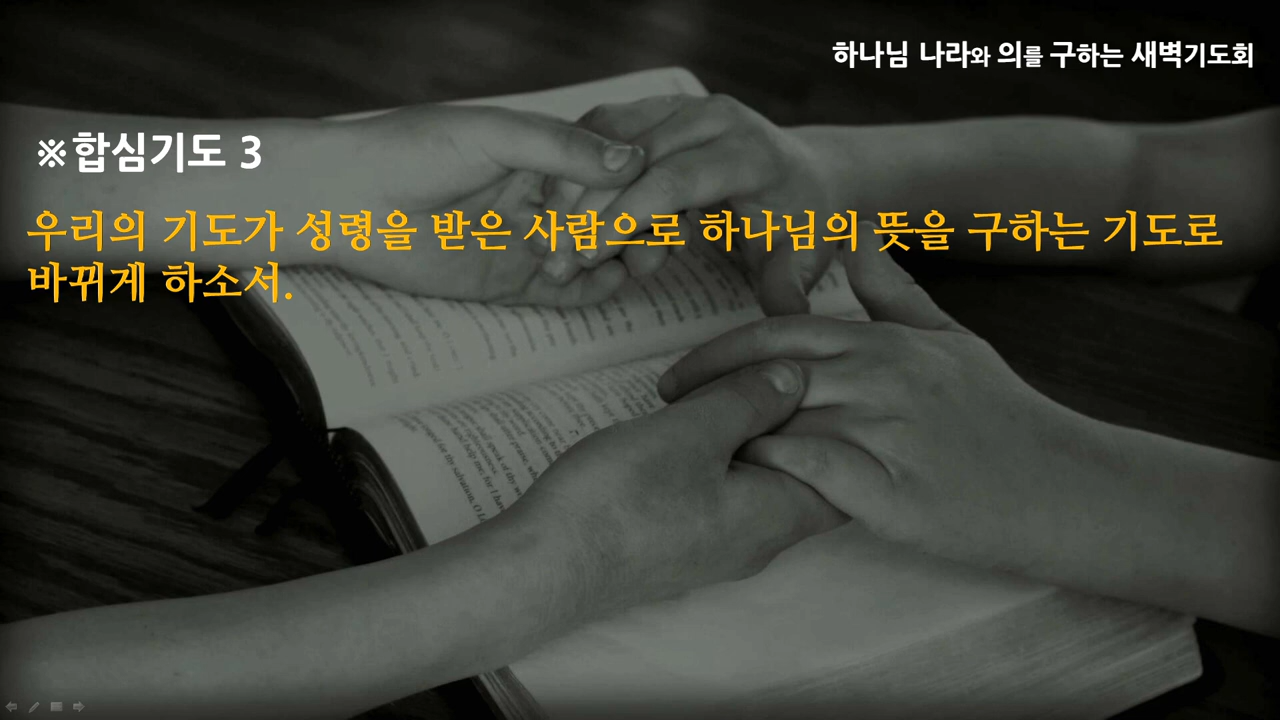 하나님 나라와 의를 구하는 새벽기도회
※합심기도 3
우리의 기도가 성령을 받은 사람으로 하나님의 뜻을 구하는 기도로
바뀌게 하소서.